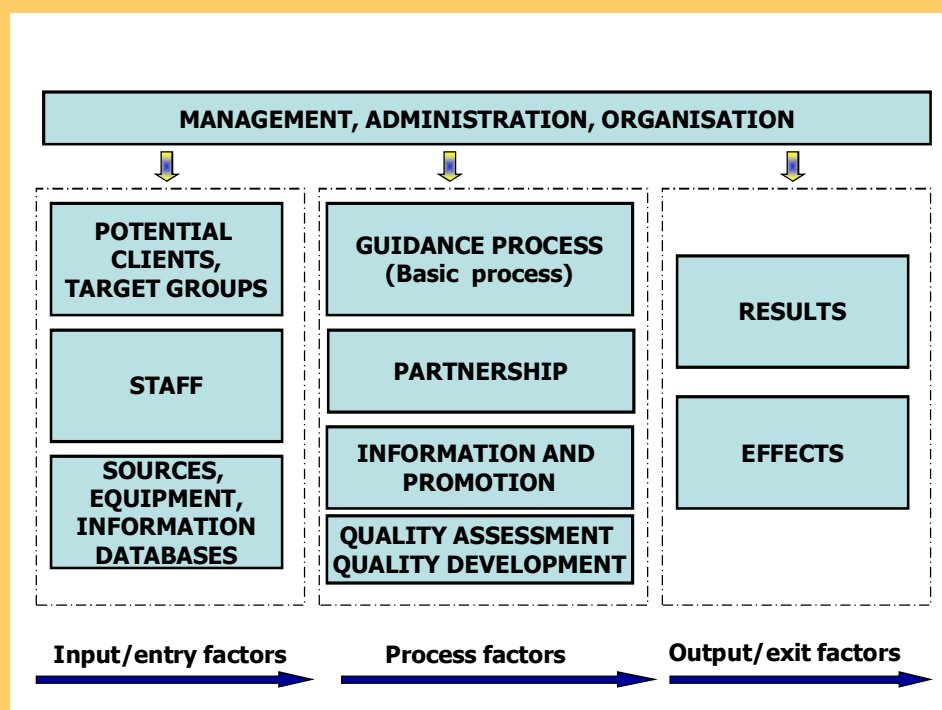 MANAGEMENT, ADMINISTRATION, ORGANISATION
POTENTIAL
CLIENTS,
TARGET GROUPS
STAFF
SOURCES,
EQUIPMENT,
INFORMATION
DATABASES
GUIDANCE PROCESS
(Basic process)
PARTNERSHIP
INFORMATION AND
PROMOTION
QUALITY ASSESSMENT
QUALITY DEVELOPMENT
RESULTS
EFFECTS
Input/entry factors
Process factors
Output/exit factors